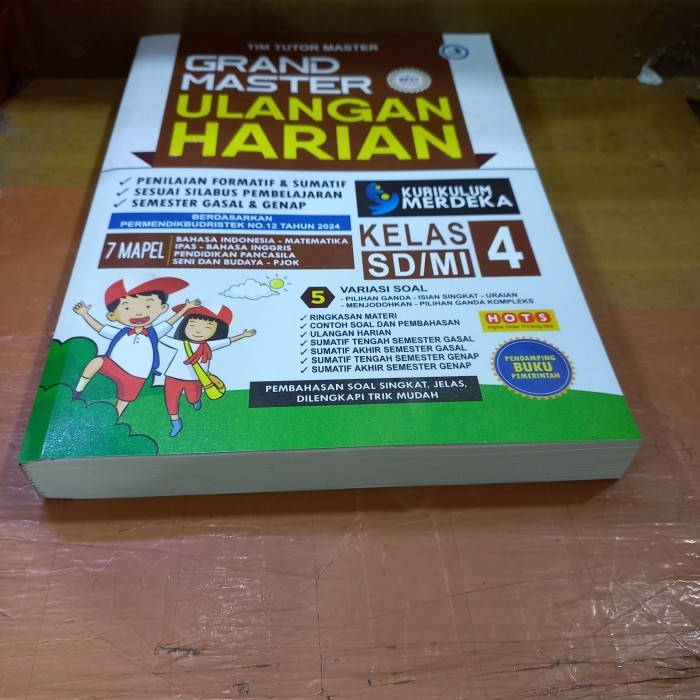 TIM TUTOR MASTER
GRAND
MASTER
ULANGAN
HARIAN
✓ PENILAIAN FORMATIF & SUMATIF
✓ SESUAI SILABUS PEMBELAJARAN
✓ SEMESTER GASAL & GENAP
KURIKULUM
MERDEKA
BERDASARKAN
PERMENDIKBUDRISTEK NO.12 TAHUN 2024
7 MAPEL
BAHASA INDONESIA - MATEMATIKA
IPAS - BAHASA INGGRIS
PENDIDIKAN PANCASILA
SENI DAN BUDAYA - PJOK
KELAS
SD/MI
4
5 VARIASI SOAL
- PILIHAN GANDA - ISIAN SINGKAT - URAIAN
- MENJODOHKAN - PILIHAN GANDA KOMPLEKS
✓ RINGKASAN MATERI
✓ CONTOH SOAL DAN PEMBAHASAN
✓ ULANGAN HARIAN
✓ SUMATIF TENGAH SEMESTER GASAL
✓ SUMATIF AKHIR SEMESTER GASAL
✓ SUMATIF TENGAH SEMESTER GENAP
✓ SUMATIF AKHIR SEMESTER GENAP
HOTS
Higher Order Thinking Skill
PENDAMPING
BUKU
PEMERINTAH
PEMBAHASAN SOAL SINGKAT, JELAS,
DILENGKAPI TRIK MUDAH